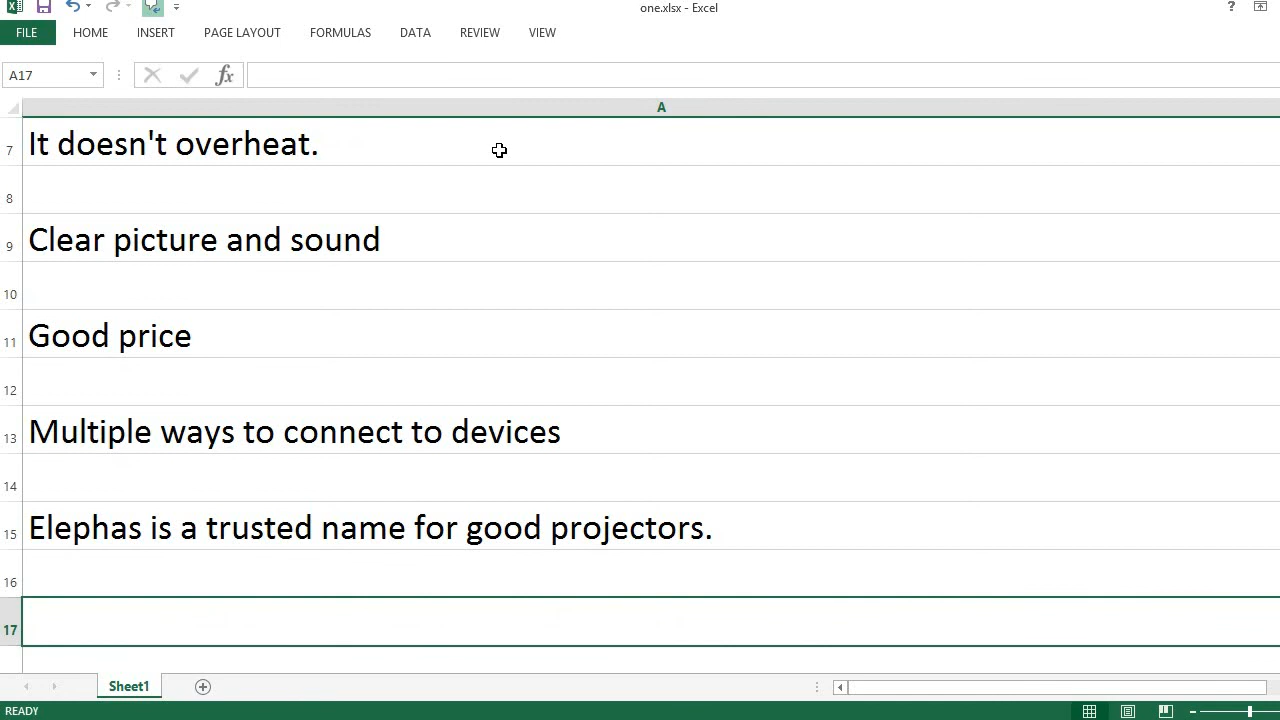 one.xlsx - Excel
?
FILE HOME INSERT PAGE LAYOUT FORMULAS DATA REVIEW VIEW
A17 fx
A
7 It doesn't overheat.
8
9 Clear picture and sound
10
11 Good price
12
13 Multiple ways to connect to devices
14
15 Elephas is a trusted name for good projectors.
16
17
Sheet1
READY